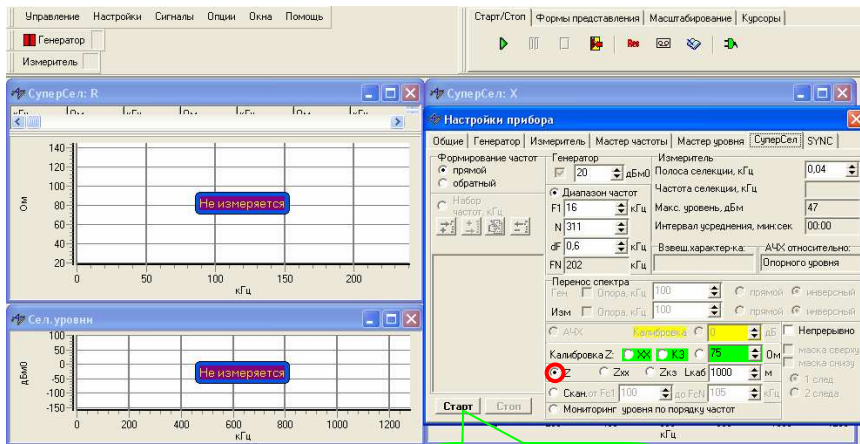 Управление Настройки Сигналы Опции Окна Помощь
Генератор
Измеритель
Старт/Стоп Формы представления Масштабирование Курсоры
Res
СуперСел: R
140
120
100
80
60
40
20
Ом
Не измеряется
0 50 100 150 200
кГц
Сел.уровни
100
50
0
-50
-100
-150
дБм0
Не измеряется
0 200 400 600 800 1000 1200
кГц
СуперСел: X
Настройки прибора
Общие Генератор Измеритель Мастер частоты Мастер уровня СуперСел SYNC
Формирование частот
прямой
обратный
Набор
частот, кГц
Старт Стоп
Генератор
20 дБм0
Диапазон частот
F1 16 кГц
N 311
dF 0,6 кГц
FN 202 кГц
Измеритель
Полоса селекции, кГц 0,04
Частота селекции, кГц
Макс. уровень, дБм 47
Интервал усреднения, мин:сек 00:00
Взвеш.характер-ка: АЧХ относительно:
Опорного уровня
Перенос спектра
Ген Опора, кГц 100 прямой инверсный
Изм Опора, кГц 100 прямой инверсный
АЧХ Калибровка 0 дБ Непрерывно
Калибровка Z: XX КЗ 75 Ом маска сверху
маска снизу
Z Zхх Zкз Lкаб 1000 м
1 след
Скан.от Fc1 100 до FcN 105 кГц 2 следа
Мониторинг уровня по порядку частот
кГц